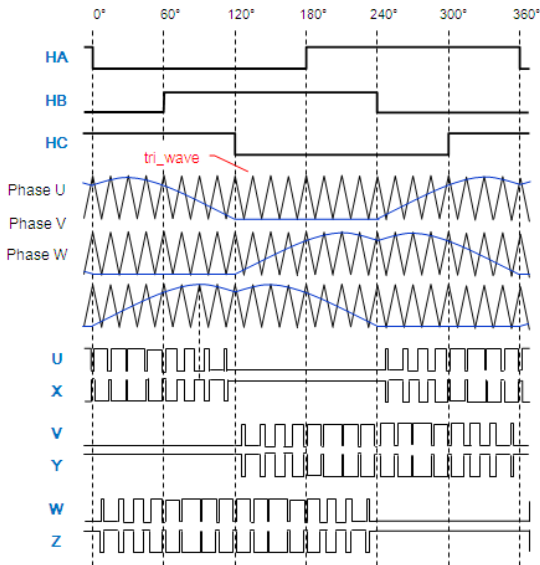 0° 60° 120° 180° 240° 300° 360°
HA
HB
HC
tri_wave
Phase U
Phase V
Phase W
U
X
V
Y
W
Z